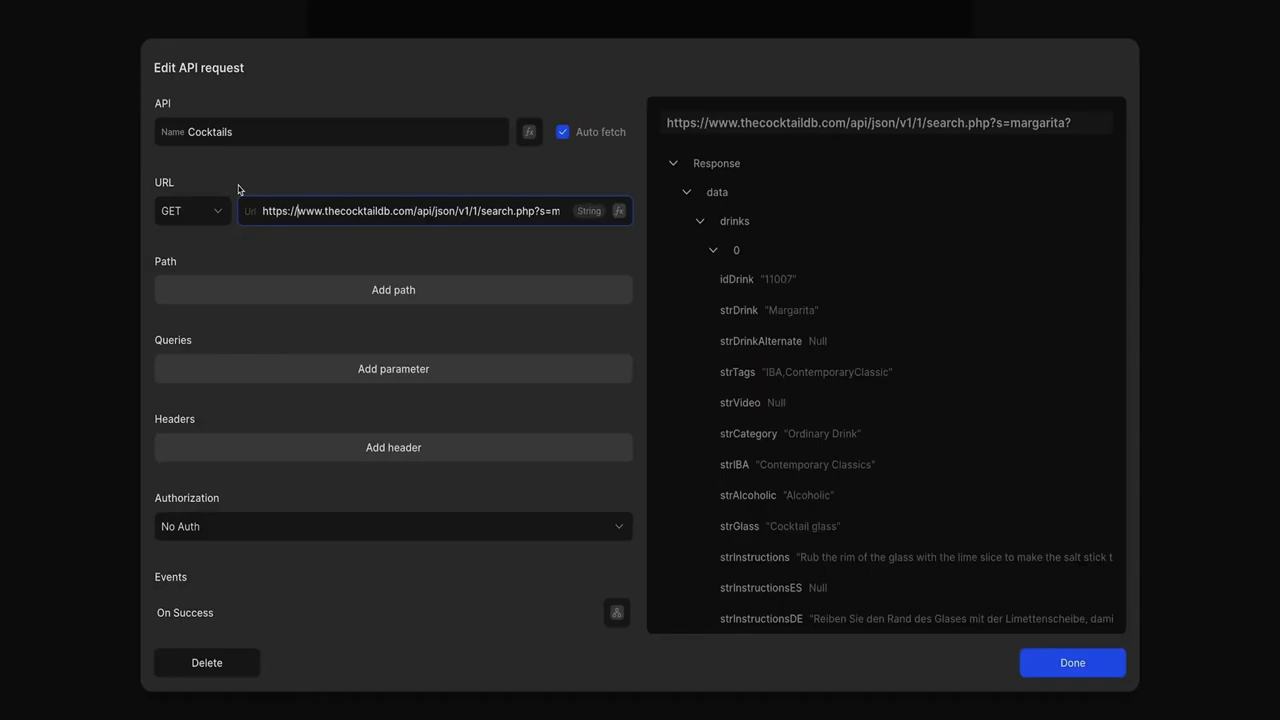 Edit API request
API
Name Cocktails
Auto fetch
URL
GET
Url https://www.thecocktaildb.com/api/json/v1/1/search.php?s=m String
Path
Add path
Queries
Add parameter
Headers
Add header
Authorization
No Auth
Events
On Success
Delete
https://www.thecocktaildb.com/api/json/v1/1/search.php?s=margarita?
Response
data
drinks
0
idDrink "11007"
strDrink "Margarita"
strDrinkAlternate Null
strTags "IBA,ContemporaryClassic"
strVideo Null
strCategory "Ordinary Drink"
strIBA "Contemporary Classics"
strAlcoholic "Alcoholic"
strGlass "Cocktail glass"
strInstructions "Rub the rim of the glass with the lime slice to make the salt stick t
strInstructionsES Null
strInstructionsDE "Reiben Sie den Rand des Glases mit der Limettenscheibe, dami
Done